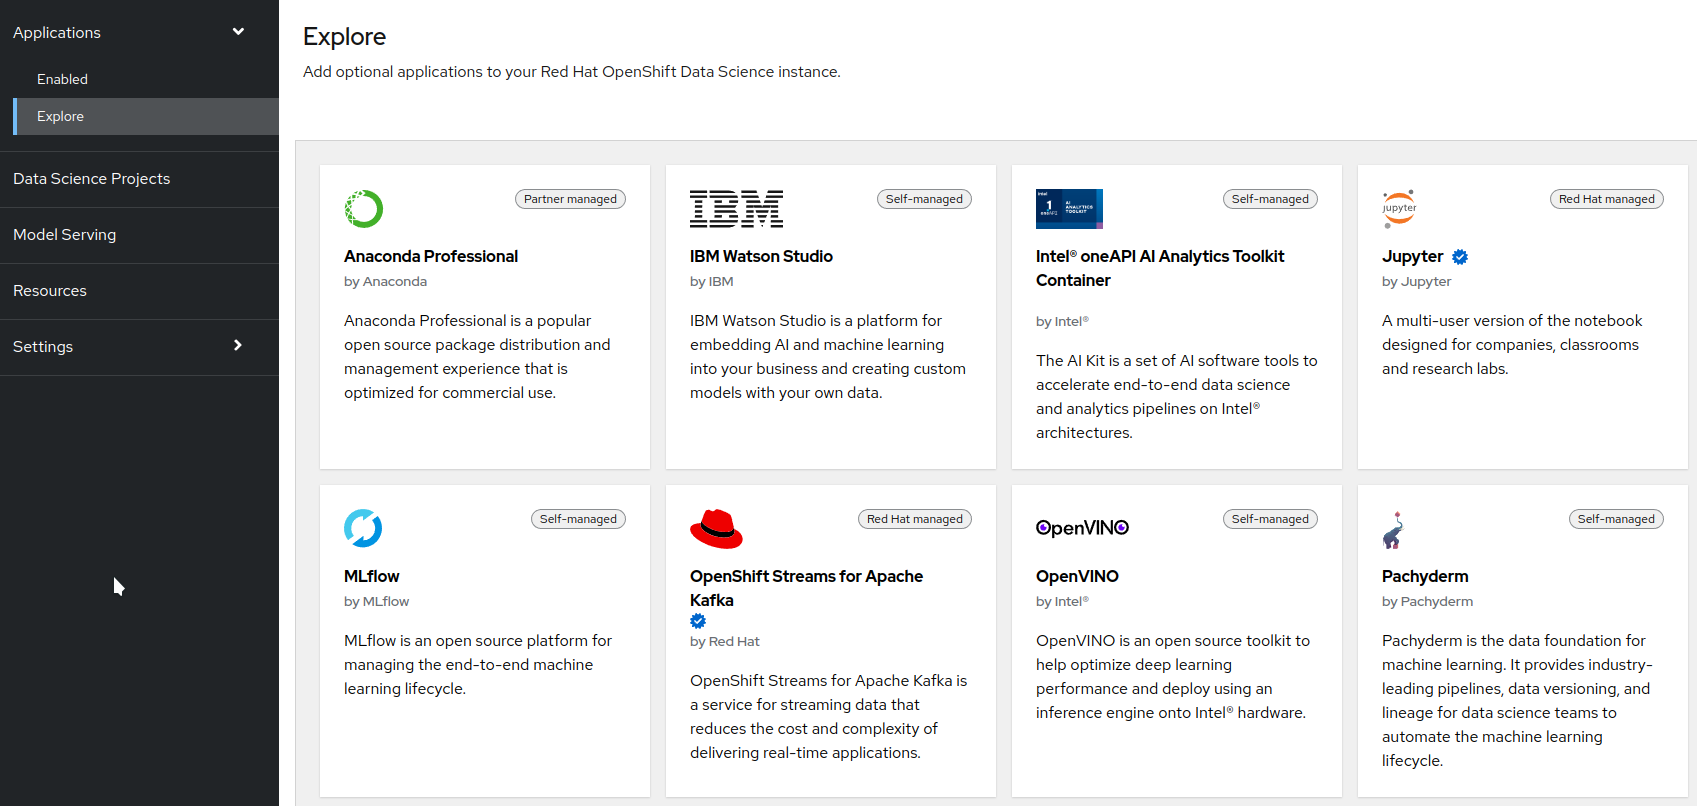 Applications
Enabled
Explore
Data Science Projects
Model Serving
Resources
Settings
Explore
Add optional applications to your Red Hat OpenShift Data Science instance.
Partner managed
Anaconda Professional
by Anaconda
Anaconda Professional is a popular
open source package distribution and
management experience that is
optimized for commercial use.
IBM
Self-managed
IBM Watson Studio
by IBM
IBM Watson Studio is a platform for
embedding AI and machine learning
into your business and creating custom
models with your own data.
intel
1
oneAPI
AI
ANALYTICS
TOOLKIT
Self-managed
Intel® oneAPI AI Analytics Toolkit
Container
by Intel®
The AI Kit is a set of AI software tools to
accelerate end-to-end data science
and analytics pipelines on Intel®
architectures.
jupyter
Red Hat managed
Jupyter
by Jupyter
A multi-user version of the notebook
designed for companies, classrooms
and research labs.
Self-managed
MLflow
by MLflow
MLflow is an open source platform for
managing the end-to-end machine
learning lifecycle.
Red Hat managed
OpenShift Streams for Apache
Kafka
by Red Hat
OpenShift Streams for Apache Kafka is
a service for streaming data that
reduces the cost and complexity of
delivering real-time applications.
OpenVINO
Self-managed
OpenVINO
by Intel®
OpenVINO is an open source toolkit to
help optimize deep learning
performance and deploy using an
inference engine onto Intel® hardware.
Self-managed
Pachyderm
by Pachyderm
Pachyderm is the data foundation for
machine learning. It provides industry-
leading pipelines, data versioning, and
lineage for data science teams to
automate the machine learning
lifecycle.